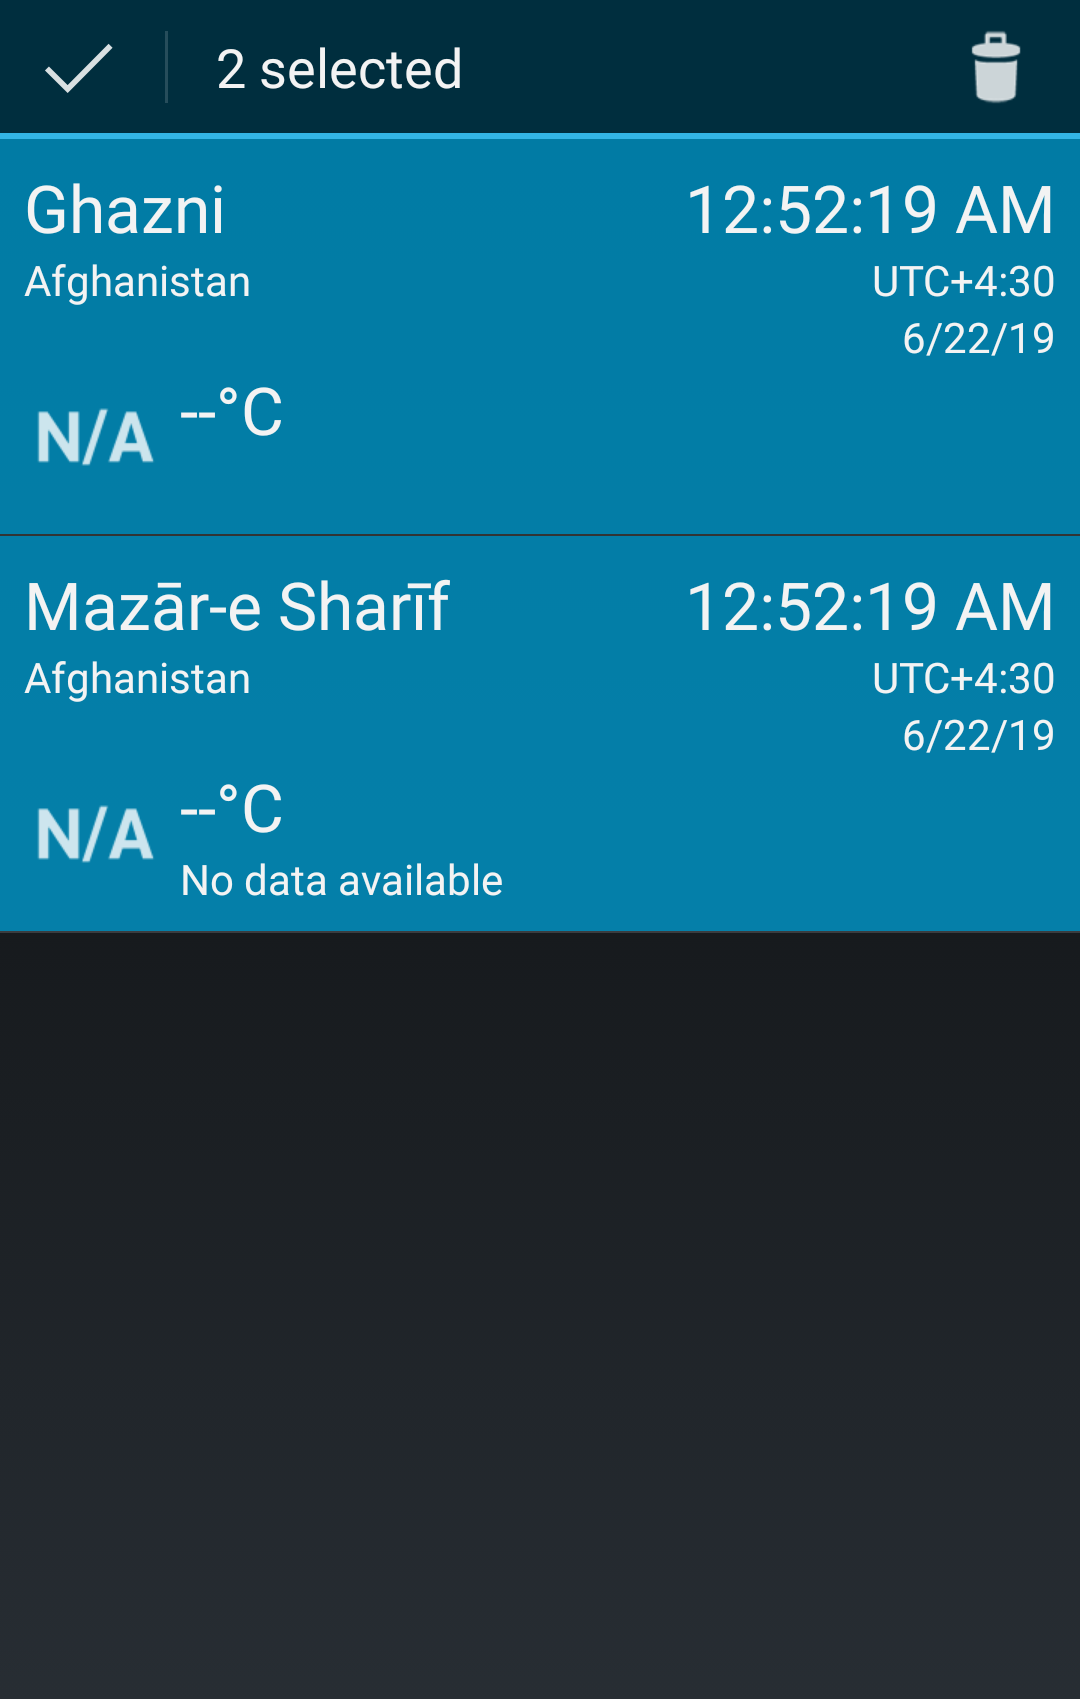 2 selected
Ghazni
12:52:19 AM
Afghanistan
UTC+4:30
6/22/19
N/A
--°C
Mazār-e Sharīf
12:52:19 AM
Afghanistan
UTC+4:30
6/22/19
N/A
--°C
No data available